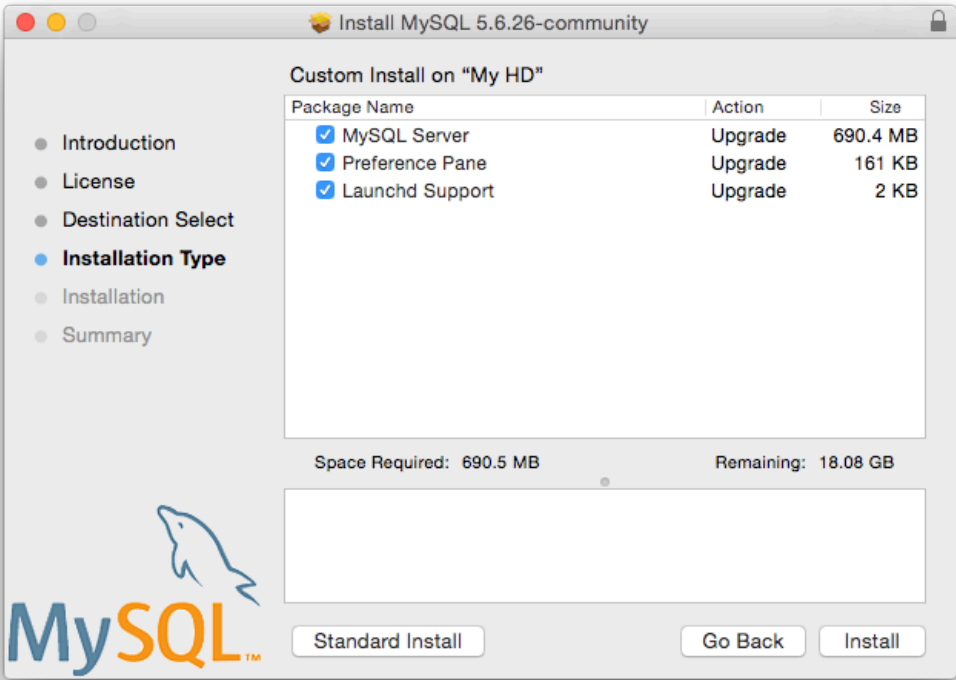 Install MySQL 5.6.26-community
Custom Install on “My HD”
Package Name Action Size
MySQL Server Upgrade 690.4 MB
Preference Pane Upgrade 161 KB
Launchd Support Upgrade 2 KB
Introduction
License
Destination Select
Installation Type
Installation
Summary
Space Required: 690.5 MB Remaining: 18.08 GB
MySQL™
Standard Install Go Back Install